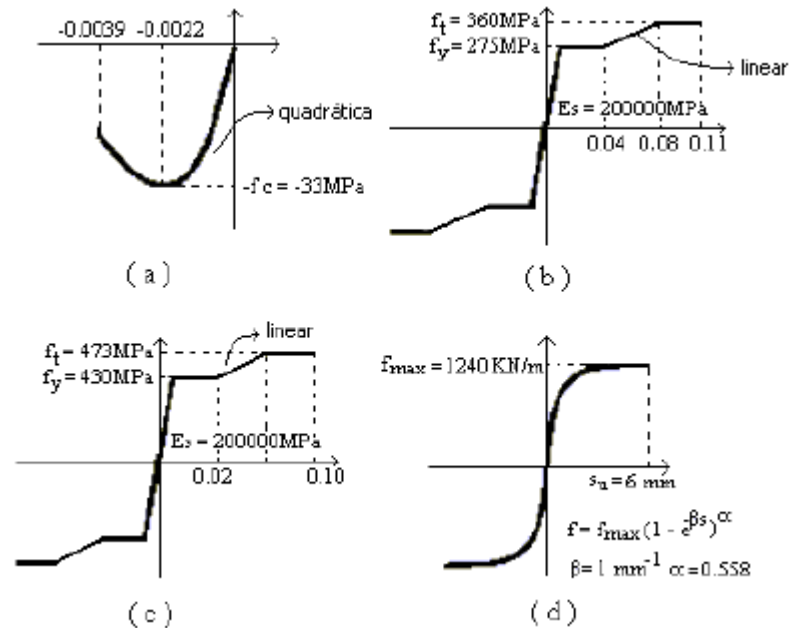 -0.0039 -0.0022
quadrática
-f c = -33MPa
( a )
ft = 360MPa
fy = 275MPa
linear
Es = 200000MPa
0.04 0.08 0.11
( b )
linear
ft = 473MPa
fy = 430MPa
Es = 200000MPa
0.02 0.10
( c )
fmax = 1240 KN/m
su = 6 mm
f = fmax (1 - e^βs)^α
β = 1 mm^-1 α = 0.558
( d )